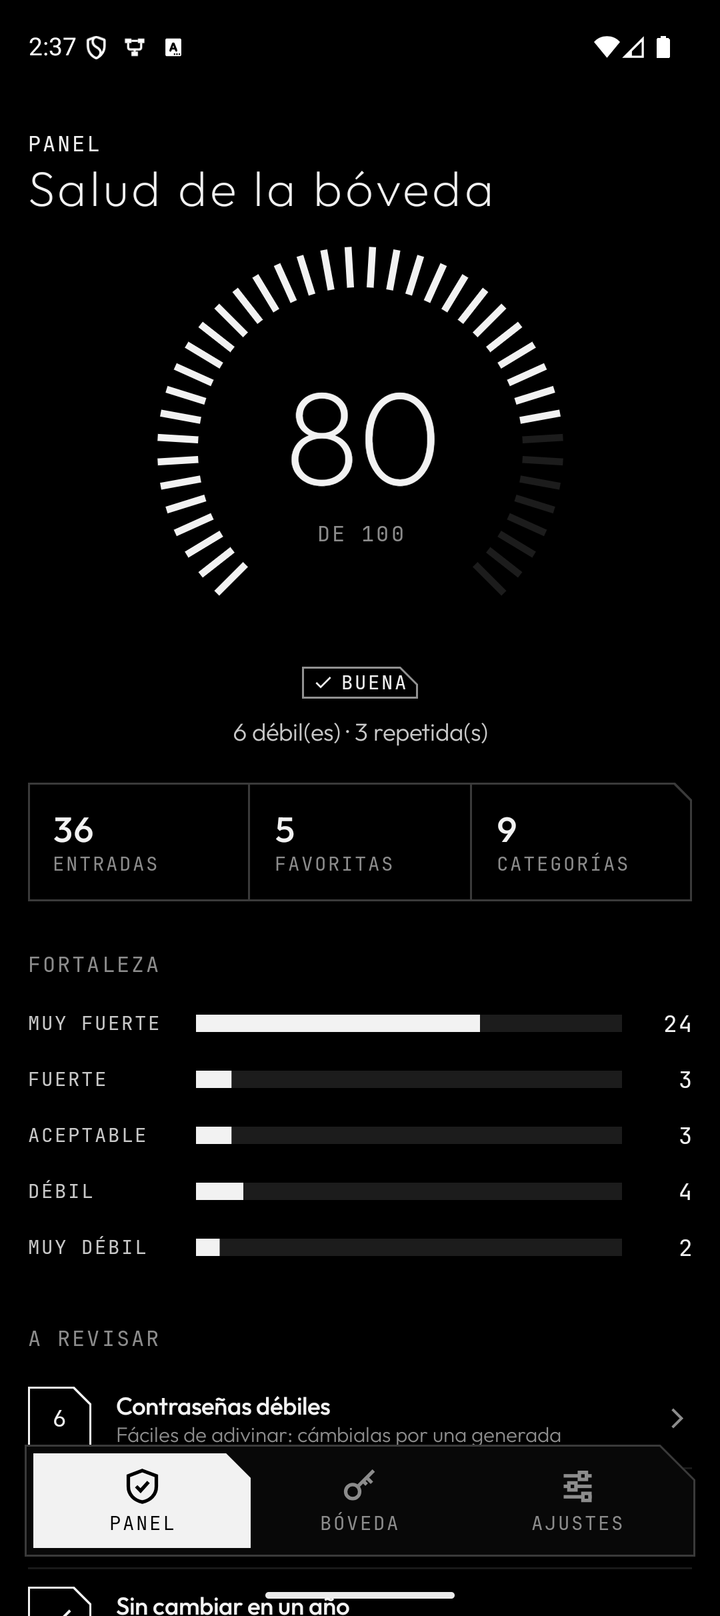 2:37
PANEL
Salud de la bóveda
80
DE 100
BUENA
6 débil(es) · 3 repetida(s)
36
ENTRADAS
5
FAVORITAS
9
CATEGORÍAS
FORTALEZA
MUY FUERTE 24
FUERTE 3
ACEPTABLE 3
DÉBIL 4
MUY DÉBIL 2
A REVISAR
6
Contraseñas débiles
Fáciles de adivinar: cámbialas por una generada
PANEL
BÓVEDA
AJUSTES
Sin cambiar en un año